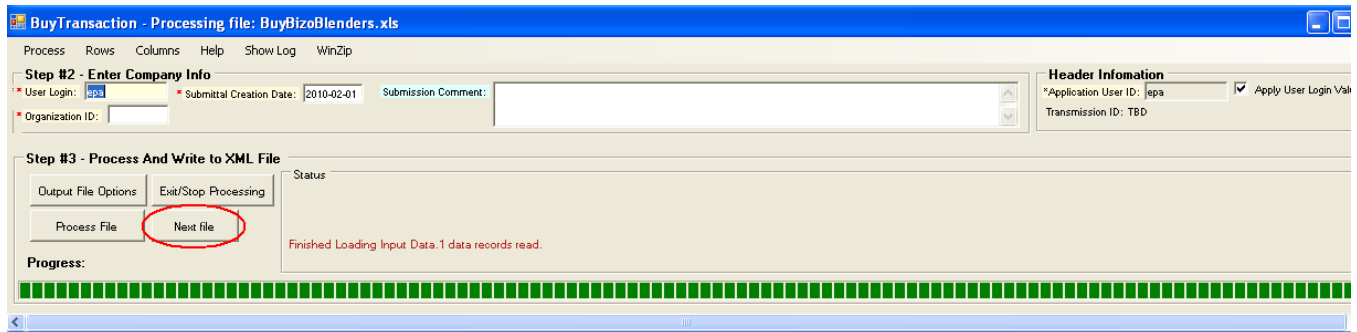 BuyTransaction - Processing file: BuyBizoBlenders.xls
Process Rows Columns Help Show Log WinZip
Step #2 - Enter Company Info
* User Login: epa * Submittal Creation Date: 2010-02-01 Submission Comment:
* Organization ID:
Header Infomation
*Application User ID: epa Apply User Login Valu
Transmission ID: TBD
Step #3 - Process And Write to XML File
Output File Options Exit/Stop Processing
Process File Next file
Status
Finished Loading Input Data.1 data records read.
Progress: